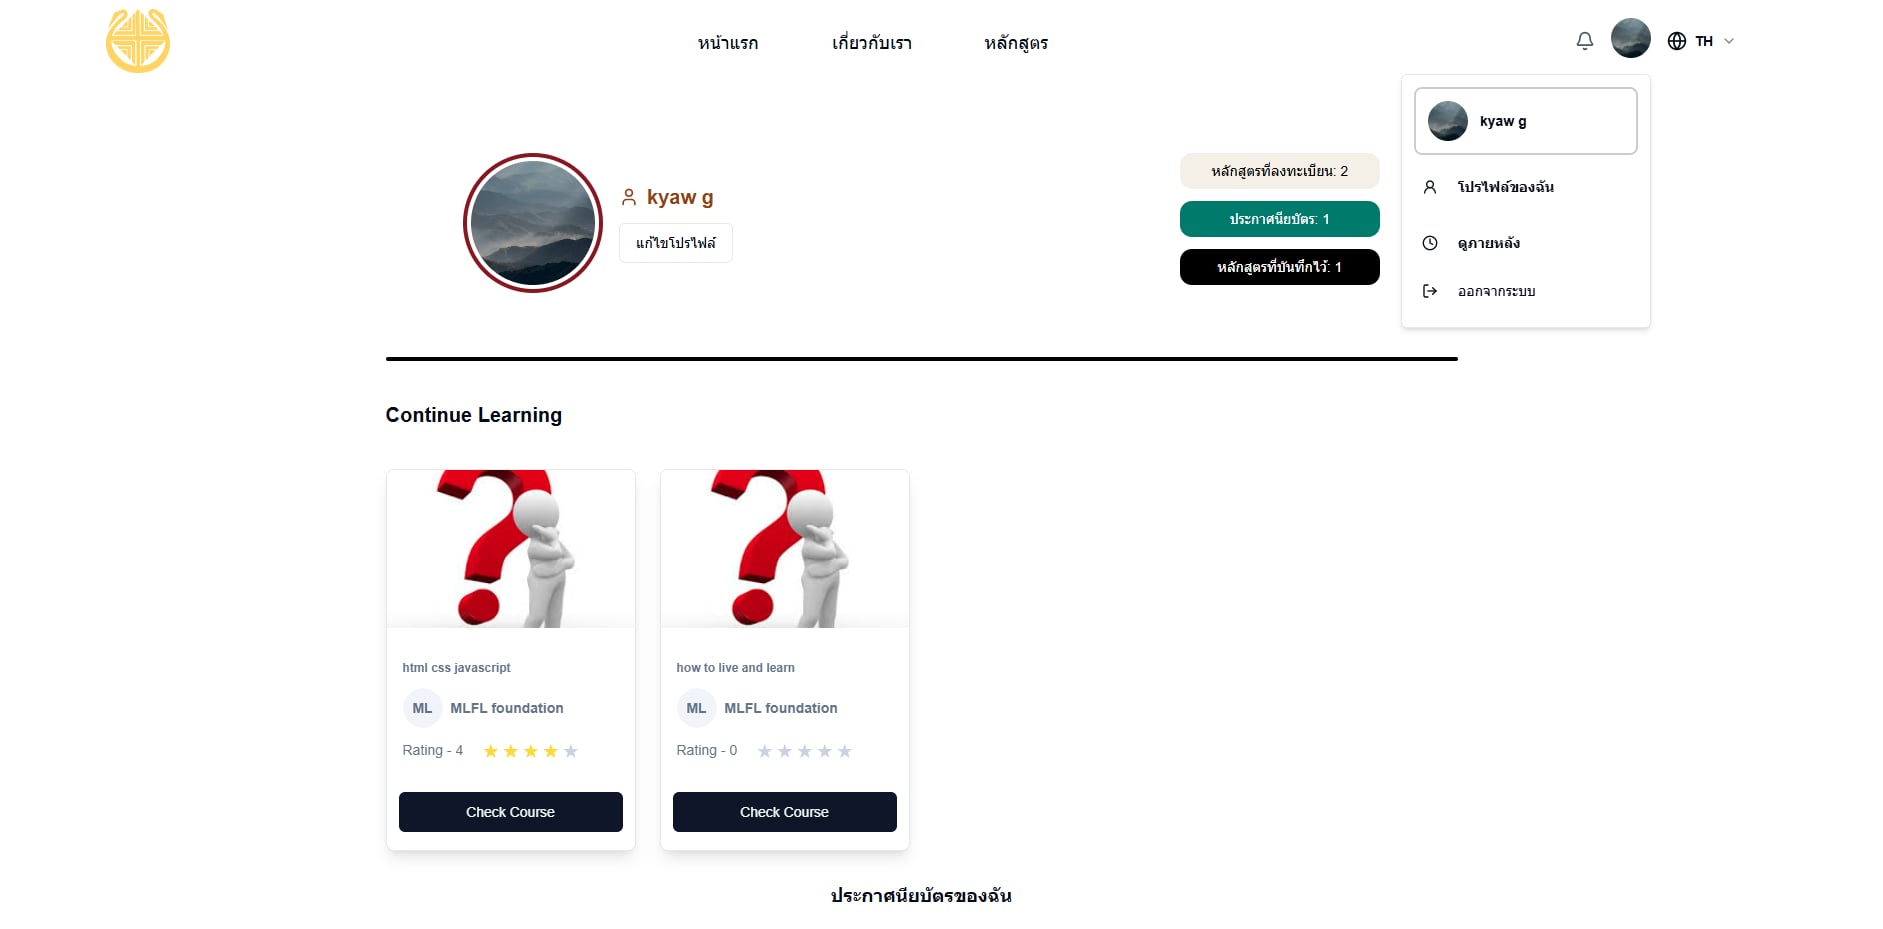 หน้าแรก
เกี่ยวกับเรา
หลักสูตร
TH
kyaw g
โปรไฟล์ของฉัน
ดูภายหลัง
ออกจากระบบ
kyaw g
แก้ไขโปรไฟล์
หลักสูตรที่ลงทะเบียน: 2
ประกาศนียบัตร: 1
หลักสูตรที่บันทึกไว้: 1
Continue Learning
html css javascript
ML MLFL foundation
Rating - 4
Check Course
how to live and learn
ML MLFL foundation
Rating - 0
Check Course
ประกาศนียบัตรของฉัน